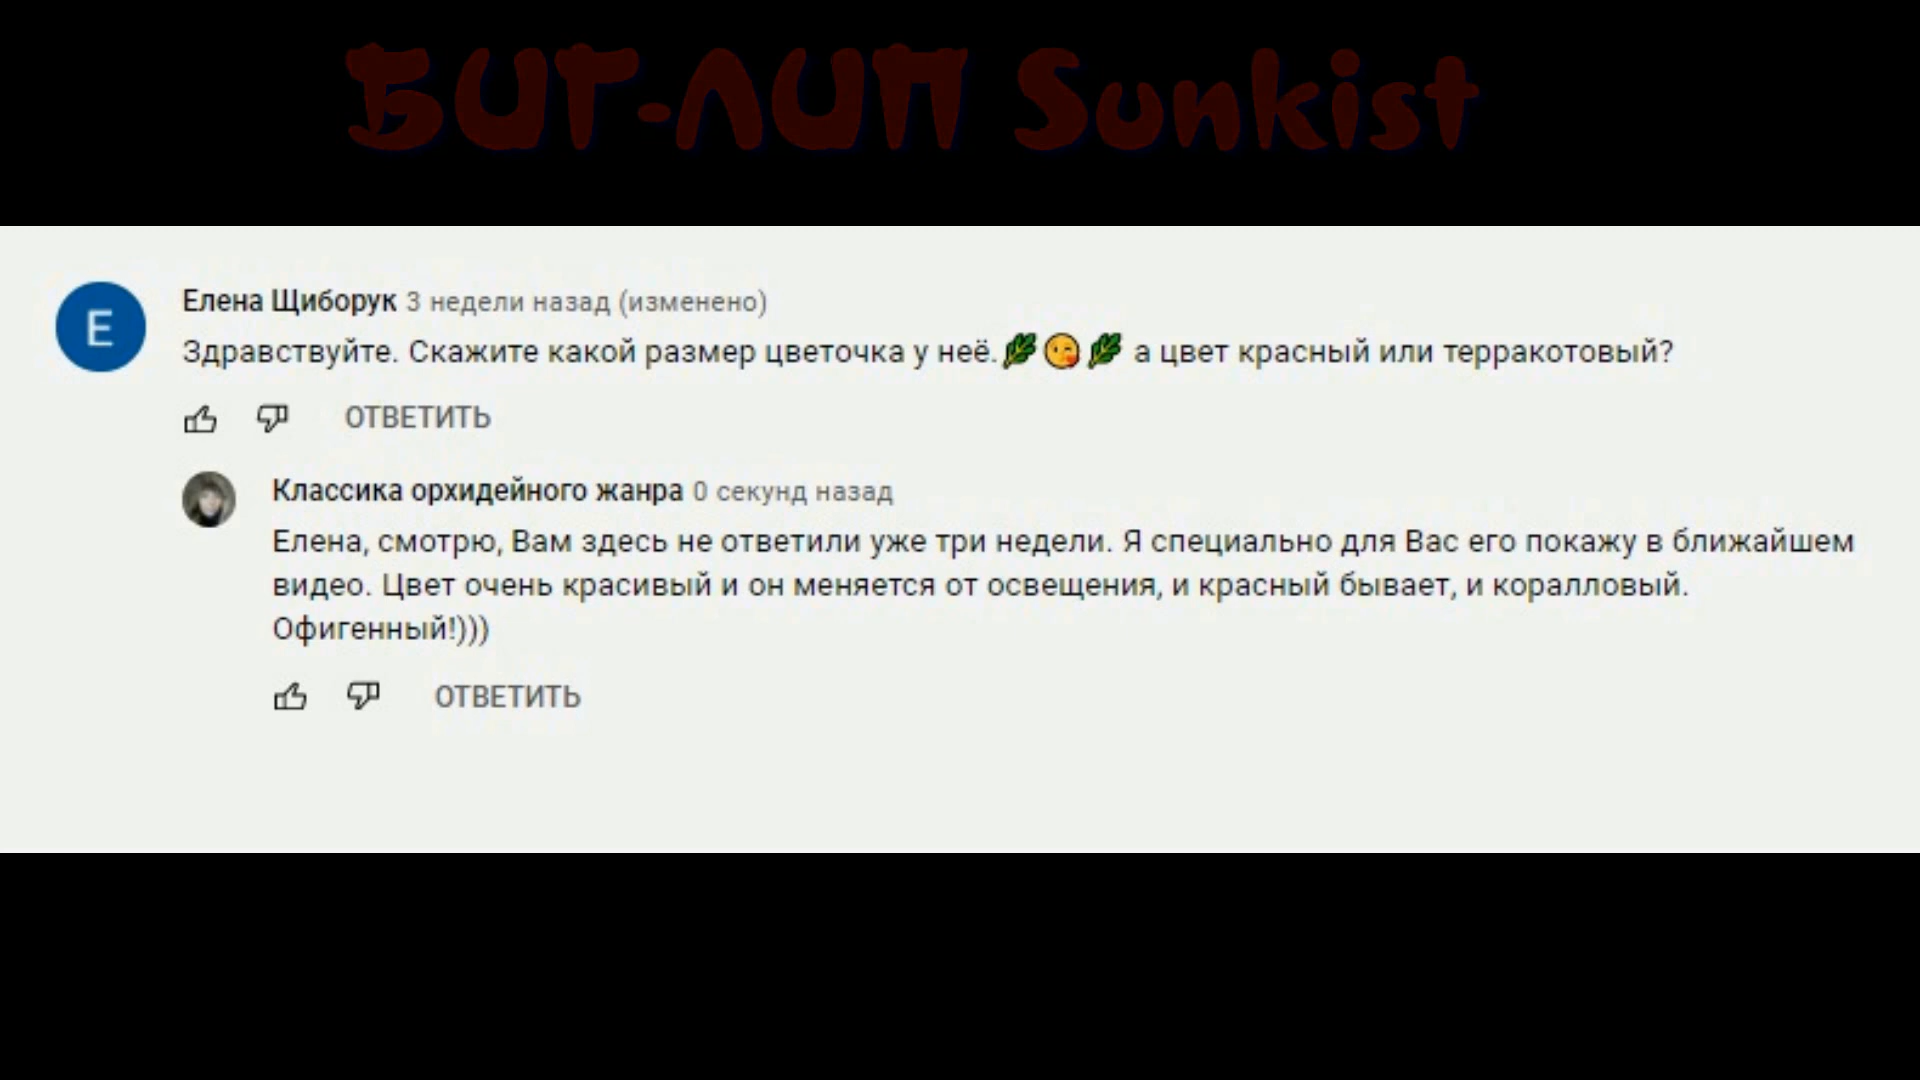 БИГ-ЛИП Sunkist
Елена Щиборук 3 недели назад (изменено)
Е
Здравствуйте. Скажите какой размер цветочка у неё.🌿😘🌿 а цвет красный или терракотовый?
ОТВЕТИТЬ
Классика орхидейного жанра 0 секунд назад
Елена, смотрю, Вам здесь не ответили уже три недели. Я специально для Вас его покажу в ближайшем
видео. Цвет очень красивый и он меняется от освещения, и красный бывает, и коралловый.
Офигенный!)))
ОТВЕТИТЬ